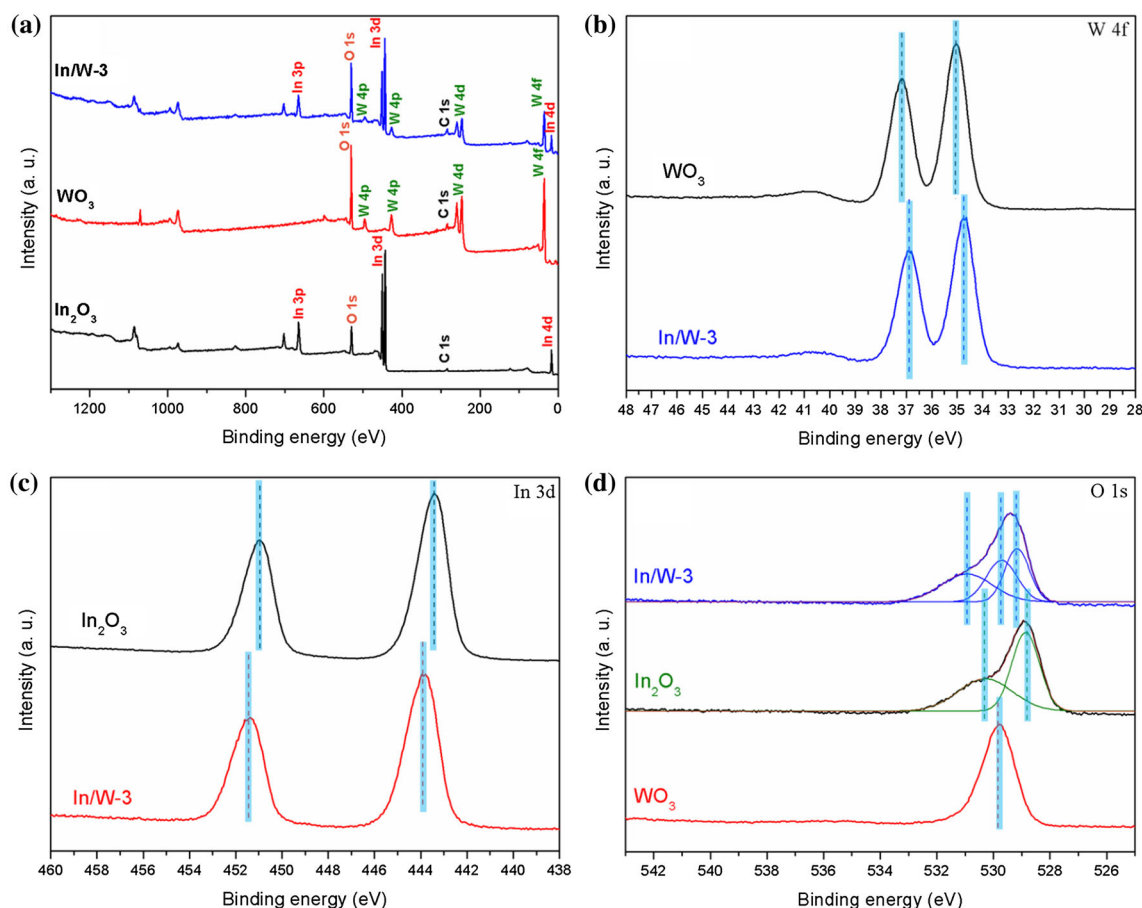 (a)
In/W-3
In 3p
O 1s
W 4p
In 3d
W 4p
C 1s
W 4d
W 4f
In 4d
WO3
O 1s
W 4p
W 4p
C 1s
W 4d
W 4f
In2O3
In 3p
O 1s
In 3d
C 1s
In 4d
Intensity (a. u.)
1200 1000 800 600 400 200 0
Binding energy (eV)
(b)
W 4f
WO3
In/W-3
Intensity (a. u.)
48 47 46 45 44 43 42 41 40 39 38 37 36 35 34 33 32 31 30 29 28
Binding energy (eV)
(c)
In 3d
In2O3
In/W-3
Intensity (a. u.)
460 458 456 454 452 450 448 446 444 442 440 438
Binding energy (eV)
(d)
O 1s
In/W-3
In2O3
WO3
Intensity (a. u.)
542 540 538 536 534 532 530 528 526
Binding energy (eV)